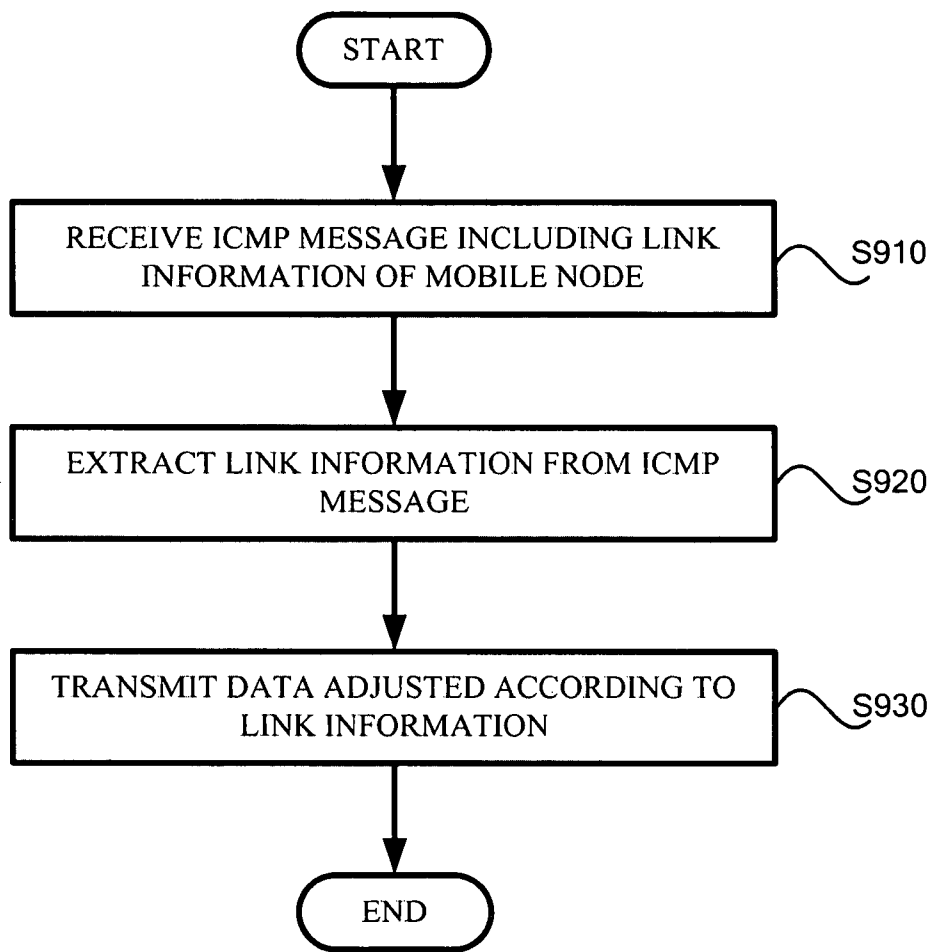 START
RECEIVE ICMP MESSAGE INCLUDING LINK
INFORMATION OF MOBILE NODE
S910
EXTRACT LINK INFORMATION FROM ICMP
MESSAGE
S920
TRANSMIT DATA ADJUSTED ACCORDING TO
LINK INFORMATION
S930
END